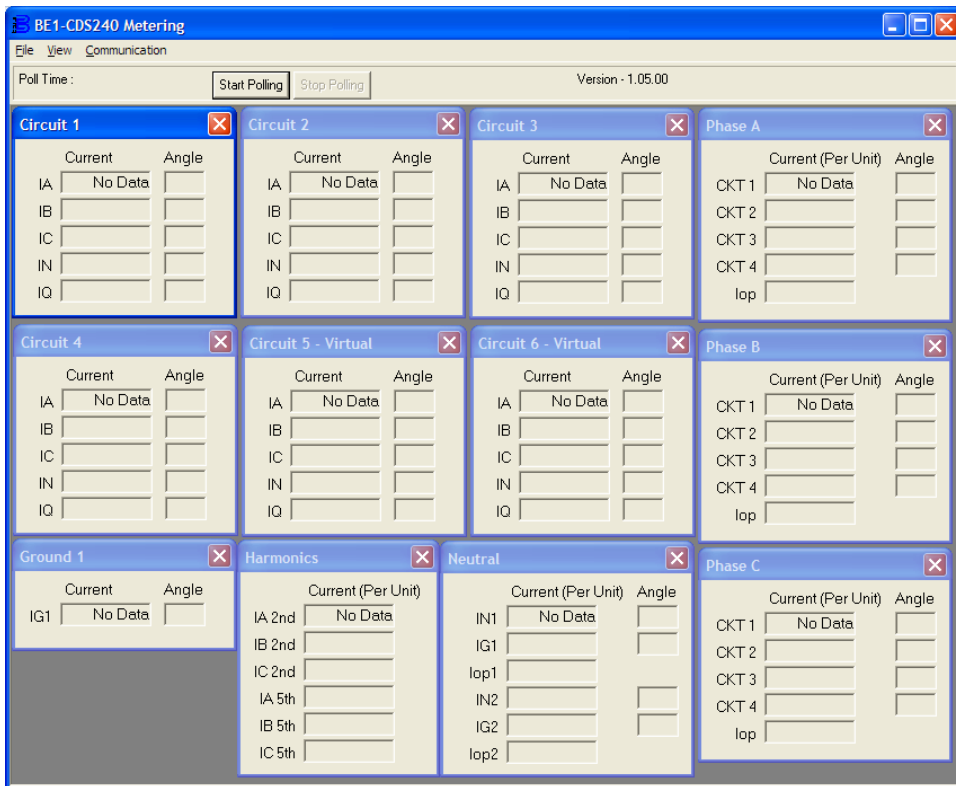 BE1-CDS240 Metering
File View Communication
Poll Time : Start Polling Stop Polling Version - 1.05.00
Circuit 1
Current Angle
IA No Data
IB
IC
IN
IQ
Circuit 2
Current Angle
IA No Data
IB
IC
IN
IQ
Circuit 3
Current Angle
IA No Data
IB
IC
IN
IQ
Phase A
Current (Per Unit) Angle
CKT 1 No Data
CKT 2
CKT 3
CKT 4
Iop
Circuit 4
Current Angle
IA No Data
IB
IC
IN
IQ
Circuit 5 - Virtual
Current Angle
IA No Data
IB
IC
IN
IQ
Circuit 6 - Virtual
Current Angle
IA No Data
IB
IC
IN
IQ
Phase B
Current (Per Unit) Angle
CKT 1 No Data
CKT 2
CKT 3
CKT 4
Iop
Ground 1
Current Angle
IG1 No Data
Harmonics
Current (Per Unit)
IA 2nd No Data
IB 2nd
IC 2nd
IA 5th
IB 5th
IC 5th
Neutral
Current (Per Unit) Angle
IN1 No Data
IG1
Iop1
IN2
IG2
Iop2
Phase C
Current (Per Unit) Angle
CKT 1 No Data
CKT 2
CKT 3
CKT 4
Iop